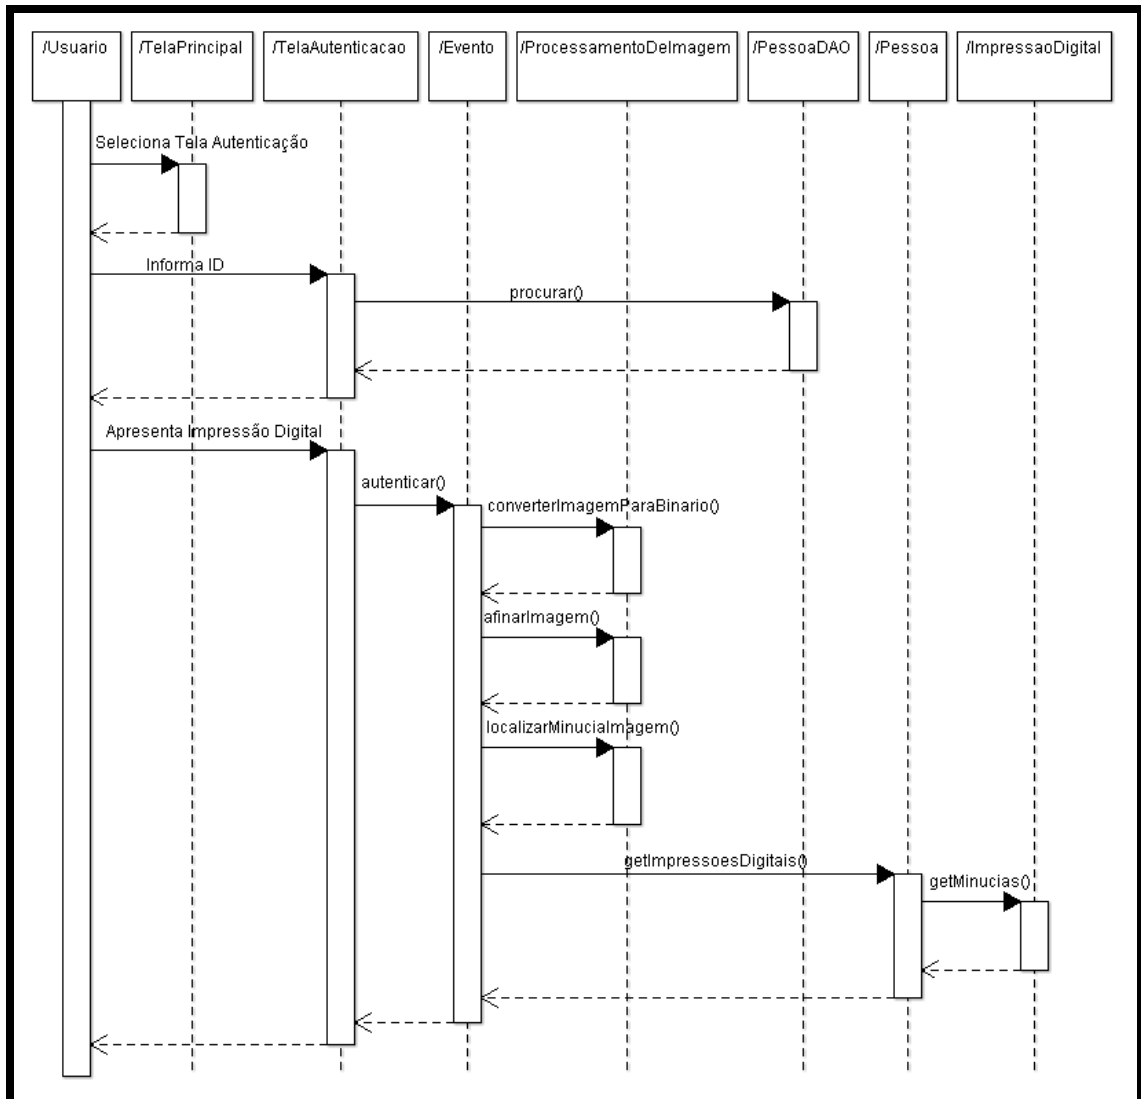 /Usuario
/TelaPrincipal
/TelaAutenticacao
/Evento
/ProcessamentoDeImagem
/PessoaDAO
/Pessoa
/ImpressaoDigital
Seleciona Tela Autenticação
Informa ID
procurar()
Apresenta Impressão Digital
autenticar()
converterImagemParaBinario()
afinarImagem()
localizarMinuciaImagem()
getImpressoesDigitais()
getMinucias()